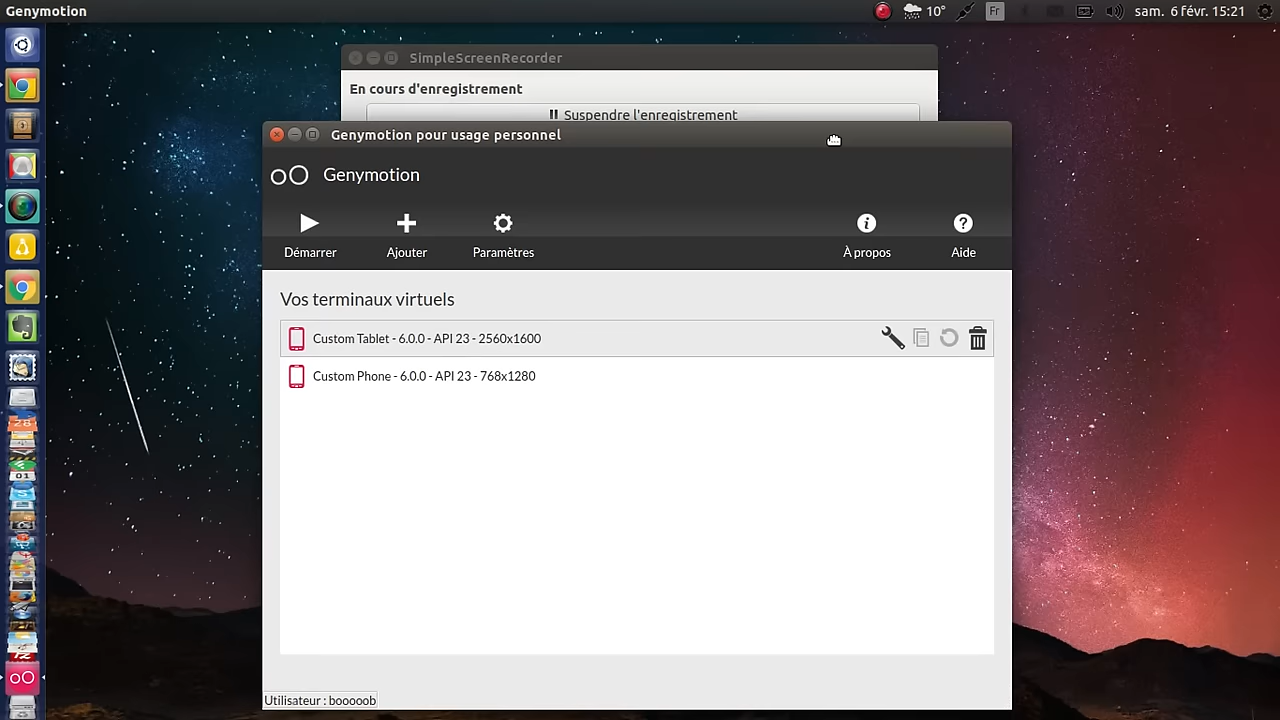 Genymotion
10°
Fr
sam. 6 févr. 15:21
SimpleScreenRecorder
En cours d'enregistrement
Suspendre l'enregistrement
Genymotion pour usage personnel
Genymotion
Démarrer
Ajouter
Paramètres
À propos
Aide
Vos terminaux virtuels
Custom Tablet - 6.0.0 - API 23 - 2560x1600
Custom Phone - 6.0.0 - API 23 - 768x1280
28
01
Utilisateur : booooob